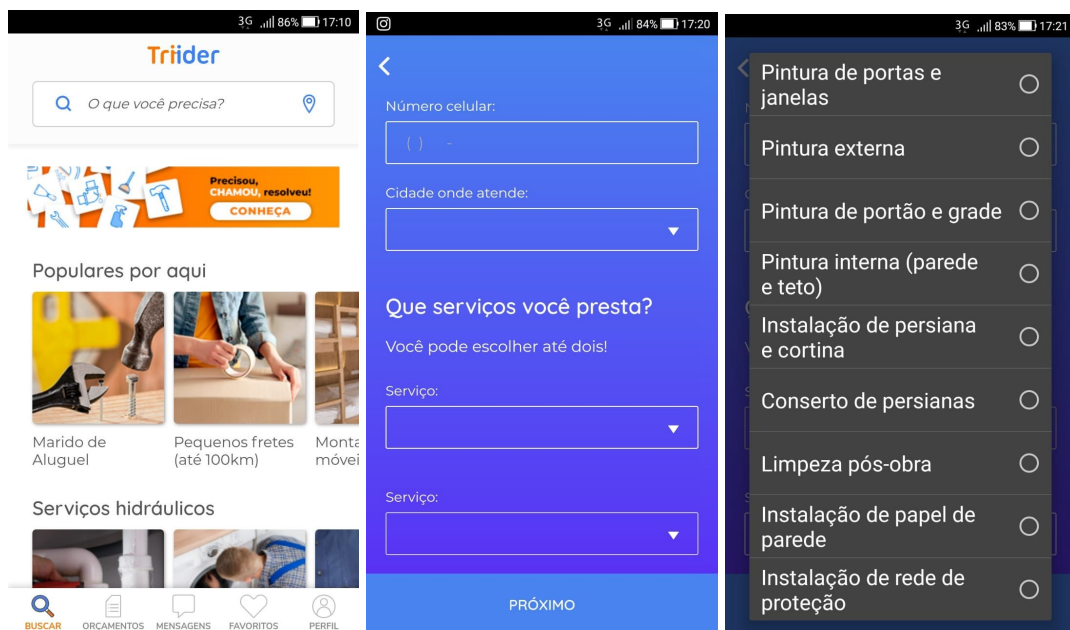 3G 86% 17:10
Triider
O que você precisa?
Precisou,
CHAMOU, resolveu!
CONHEÇA
Populares por aqui
Marido de
Aluguel
Pequenos fretes
(até 100km)
Monta
móvei
Serviços hidráulicos
BUSCAR
ORÇAMENTOS
MENSAGENS
FAVORITOS
PERFIL
3G 84% 17:20
Número celular:
( ) -
Cidade onde atende:
Que serviços você presta?
Você pode escolher até dois!
Serviço:
Serviço:
PRÓXIMO
3G 83% 17:21
Pintura de portas e
janelas
Pintura externa
Pintura de portão e grade
Pintura interna (parede
e teto)
Instalação de persiana
e cortina
Conserto de persianas
Limpeza pós-obra
Instalação de papel de
parede
Instalação de rede de
proteção